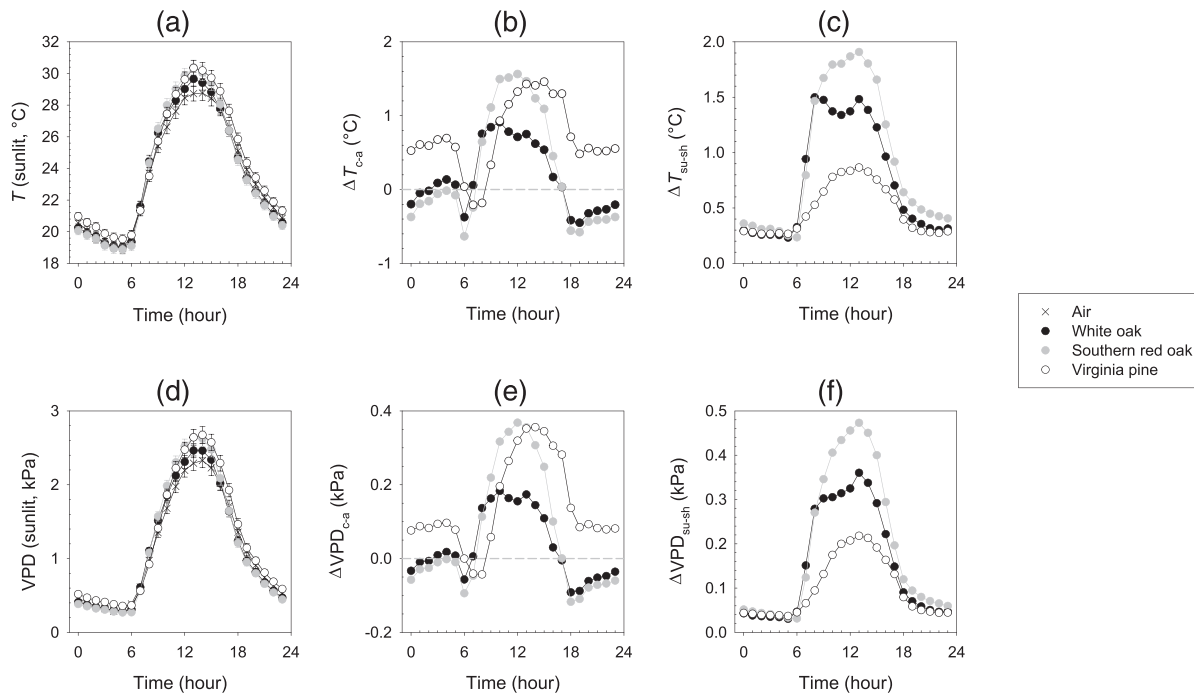 (a)
32
30
28
26
24
22
20
18
T (sunlit, °C)
0 6 12 18 24
Time (hour)
(b)
2
1
0
-1
ΔTc-a (°C)
0 6 12 18 24
Time (hour)
(c)
2.0
1.5
1.0
0.5
0.0
ΔTsu-sh (°C)
0 6 12 18 24
Time (hour)
Air
White oak
Southern red oak
Virginia pine
(d)
3
2
1
0
VPD (sunlit, kPa)
0 6 12 18 24
Time (hour)
(e)
0.4
0.2
0.0
-0.2
ΔVPDc-a (kPa)
0 6 12 18 24
Time (hour)
(f)
0.5
0.4
0.3
0.2
0.1
0.0
ΔVPDsu-sh (kPa)
0 6 12 18 24
Time (hour)